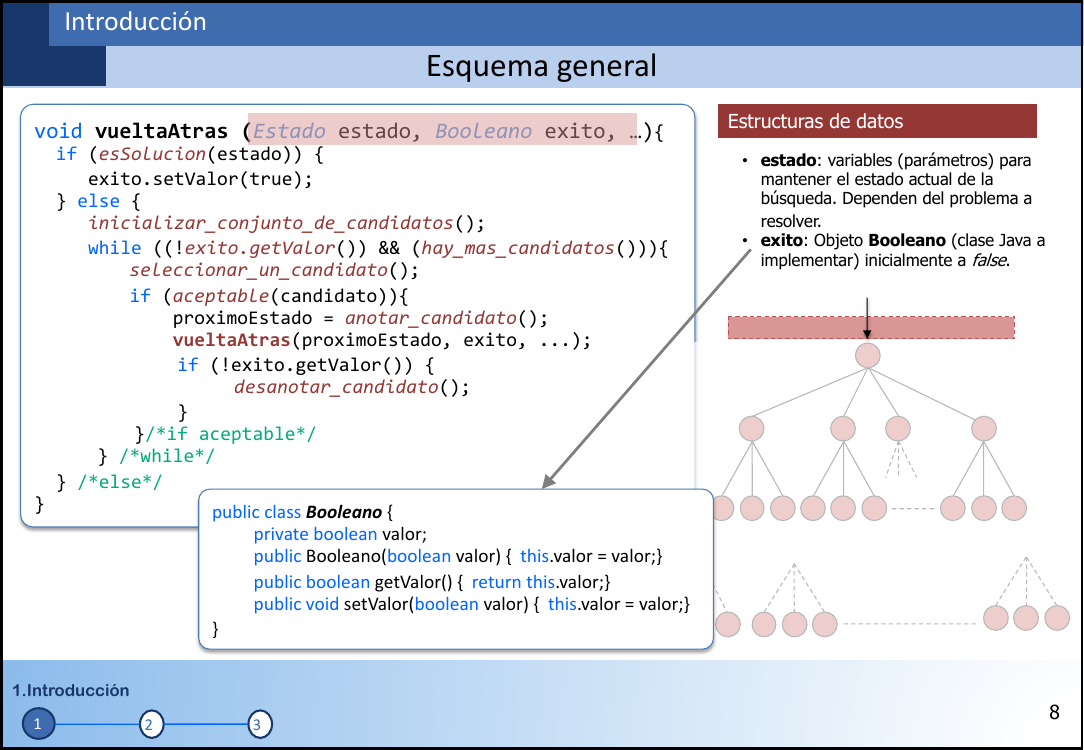 Introducción
Esquema general
void vueltaAtras (Estado estado, Booleano exito, …){
if (esSolucion(estado)) {
exito.setValor(true);
} else {
inicializar_conjunto_de_candidatos();
while ((!exito.getValor()) && (hay_mas_candidatos())){
seleccionar_un_candidato();
if (aceptable(candidato)){
proximoEstado = anotar_candidato();
vueltaAtras(proximoEstado, exito, ...);
if (!exito.getValor()) {
desanotar_candidato();
}
}/*if aceptable*/
} /*while*/
} /*else*/
}
public class Booleano {
private boolean valor;
public Booleano(boolean valor) { this.valor = valor;}
public boolean getValor() { return this.valor;}
public void setValor(boolean valor) { this.valor = valor;}
}
Estructuras de datos
• estado: variables (parámetros) para
mantener el estado actual de la
búsqueda. Dependen del problema a
resolver.
• exito: Objeto Booleano (clase Java a
implementar) inicialmente a false.
1.Introducción
1 2 3
8